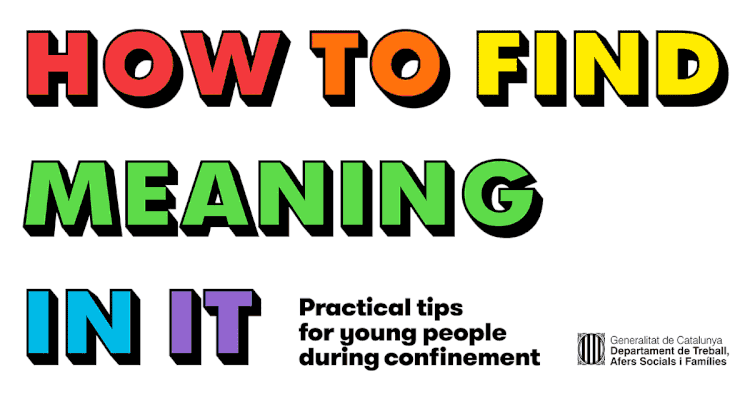 HOW TO FIND
MEANING
IN IT
Practical tips
for young people
during confinement
Generalitat de Catalunya
Departament de Treball,
Afers Socials i Famílies